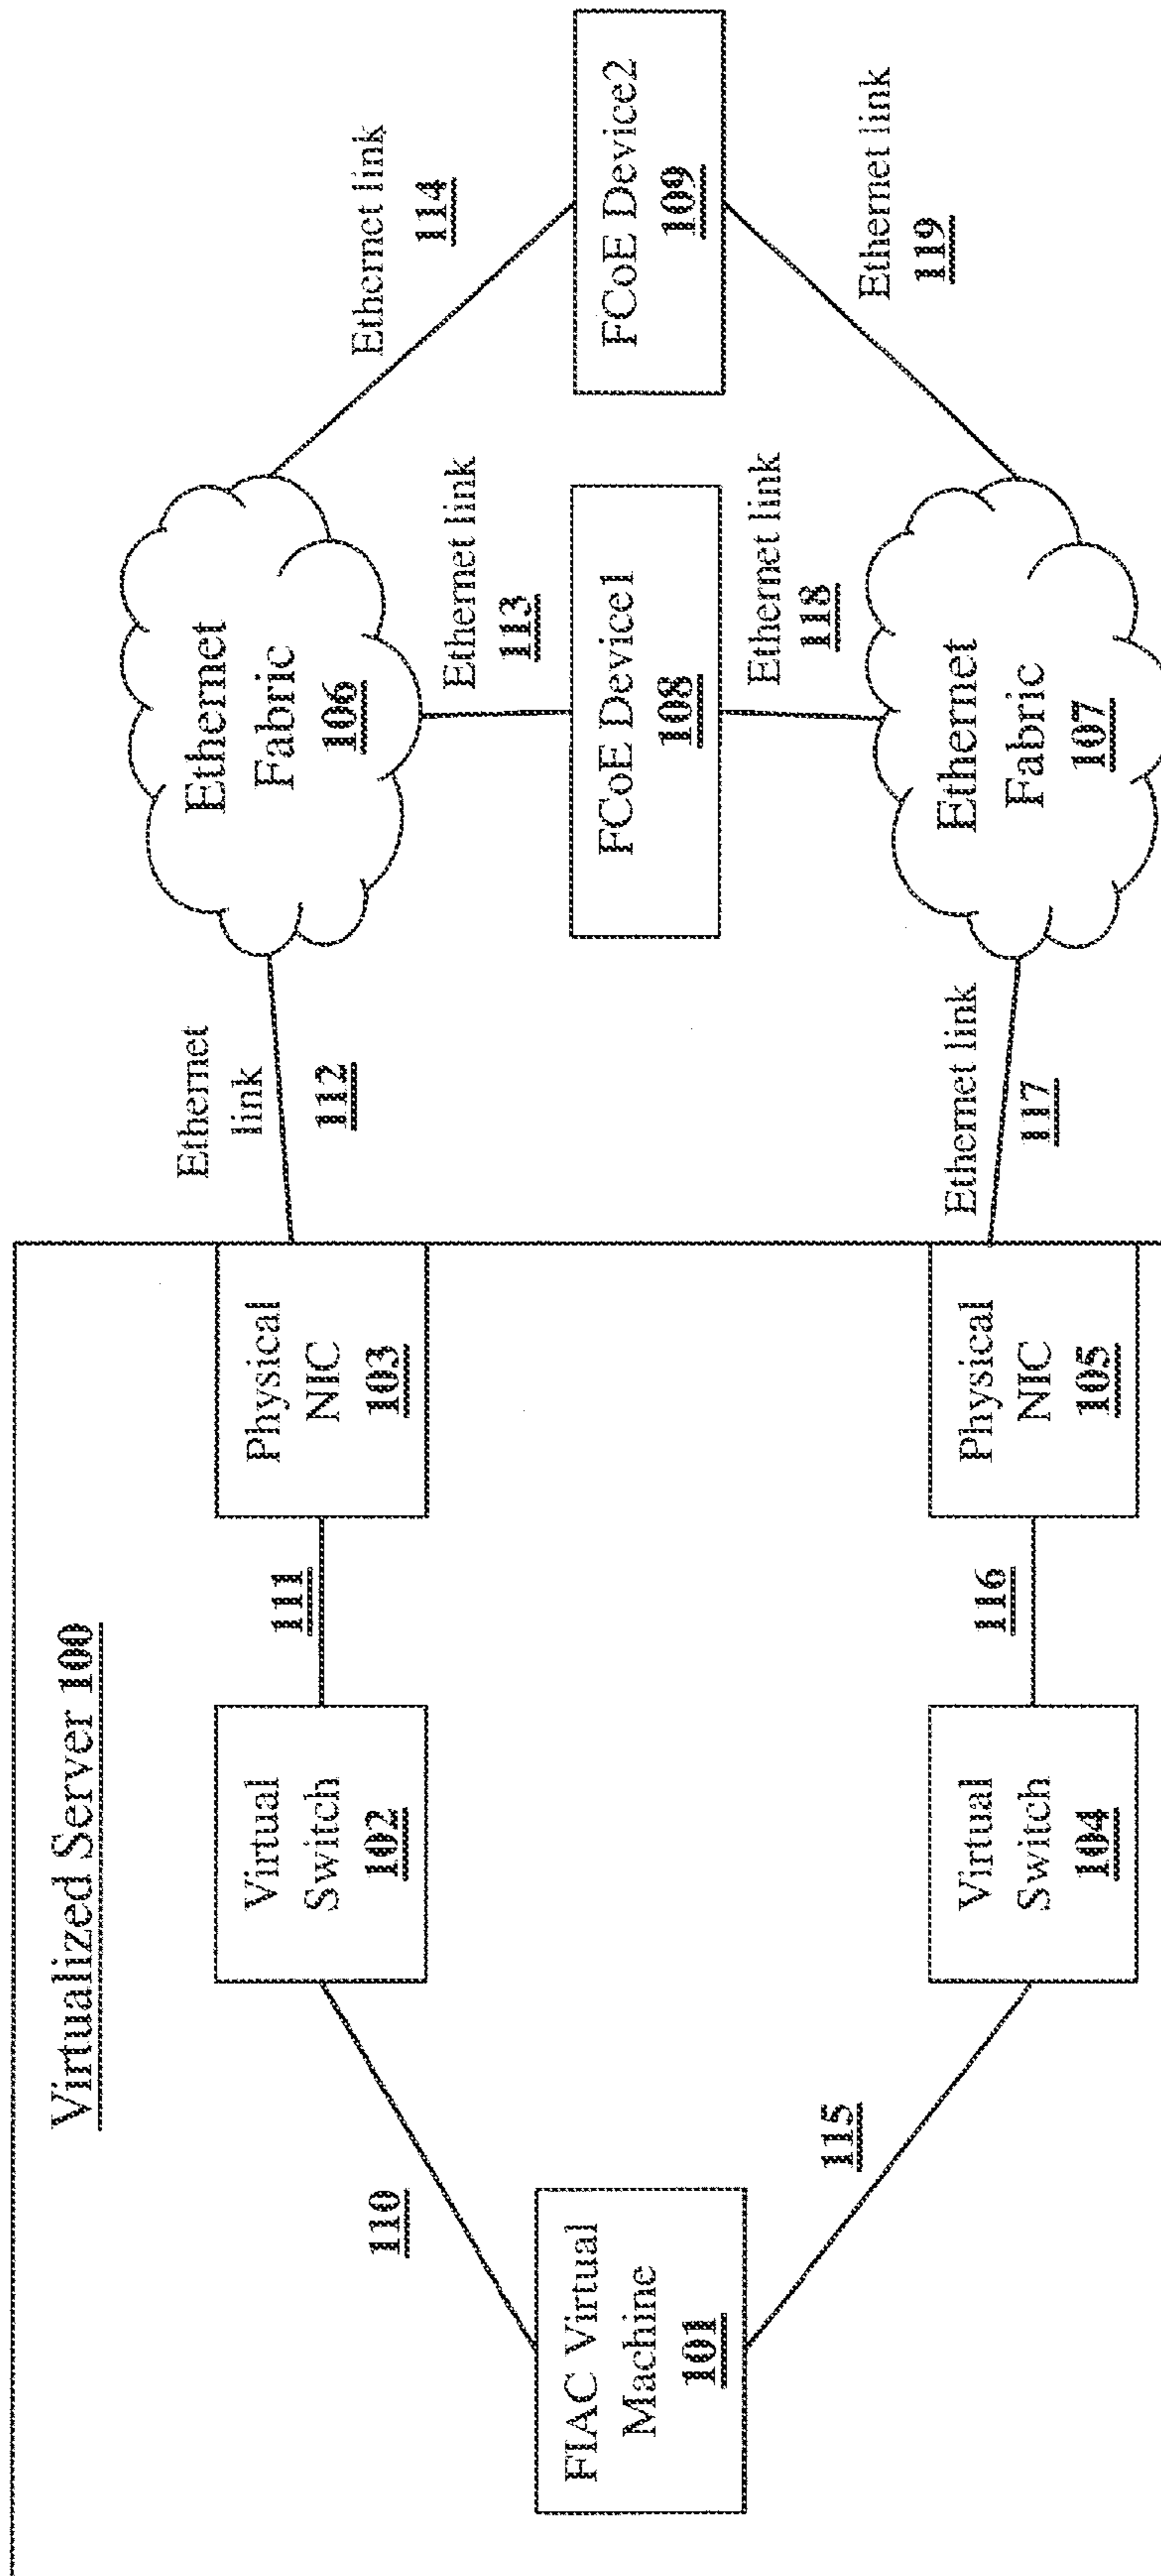 Virtualized Server 100
FIAC Virtual
Machine
101
110
115
Virtual
Switch
102
Virtual
Switch
104
111
116
Physical
NIC
103
Physical
NIC
105
Ethernet
link
112
Ethernet link
117
Ethernet
Fabric
106
Ethernet
Fabric
107
Ethernet link
113
FCoE Device1
108
Ethernet link
118
Ethernet link
114
FCoE Device2
109
Ethernet link
119